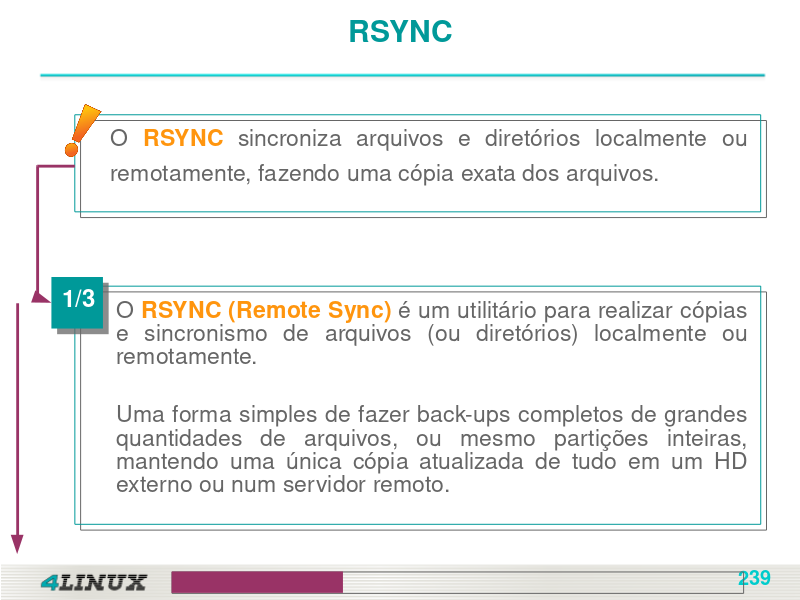 RSYNC
O RSYNC sincroniza arquivos e diretórios localmente ou
remotamente, fazendo uma cópia exata dos arquivos.
1/3
O RSYNC (Remote Sync) é um utilitário para realizar cópias
e sincronismo de arquivos (ou diretórios) localmente ou
remotamente.
Uma forma simples de fazer back-ups completos de grandes
quantidades de arquivos, ou mesmo partições inteiras,
mantendo uma única cópia atualizada de tudo em um HD
externo ou num servidor remoto.
4LINUX
239